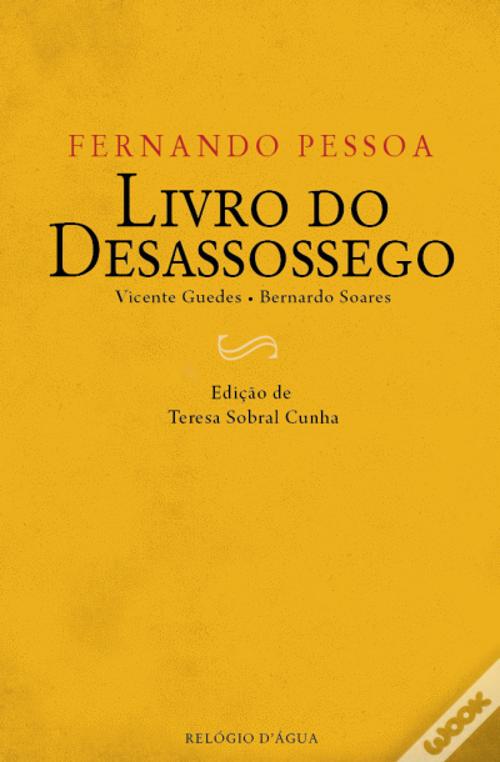 FERNANDO PESSOA
LIVRO DO
DESASSOSSEGO
Vicente Guedes • Bernardo Soares
Edição de
Teresa Sobral Cunha
RELÓGIO D'ÁGUA
wook